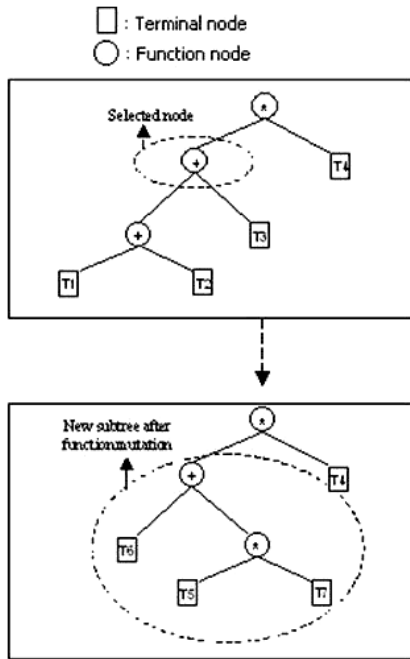 : Terminal node
: Function node
Selected node
*
+
T4
+
T3
T1
T2
New subtree after
function mutation
*
+
T4
T6
*
T5
T7